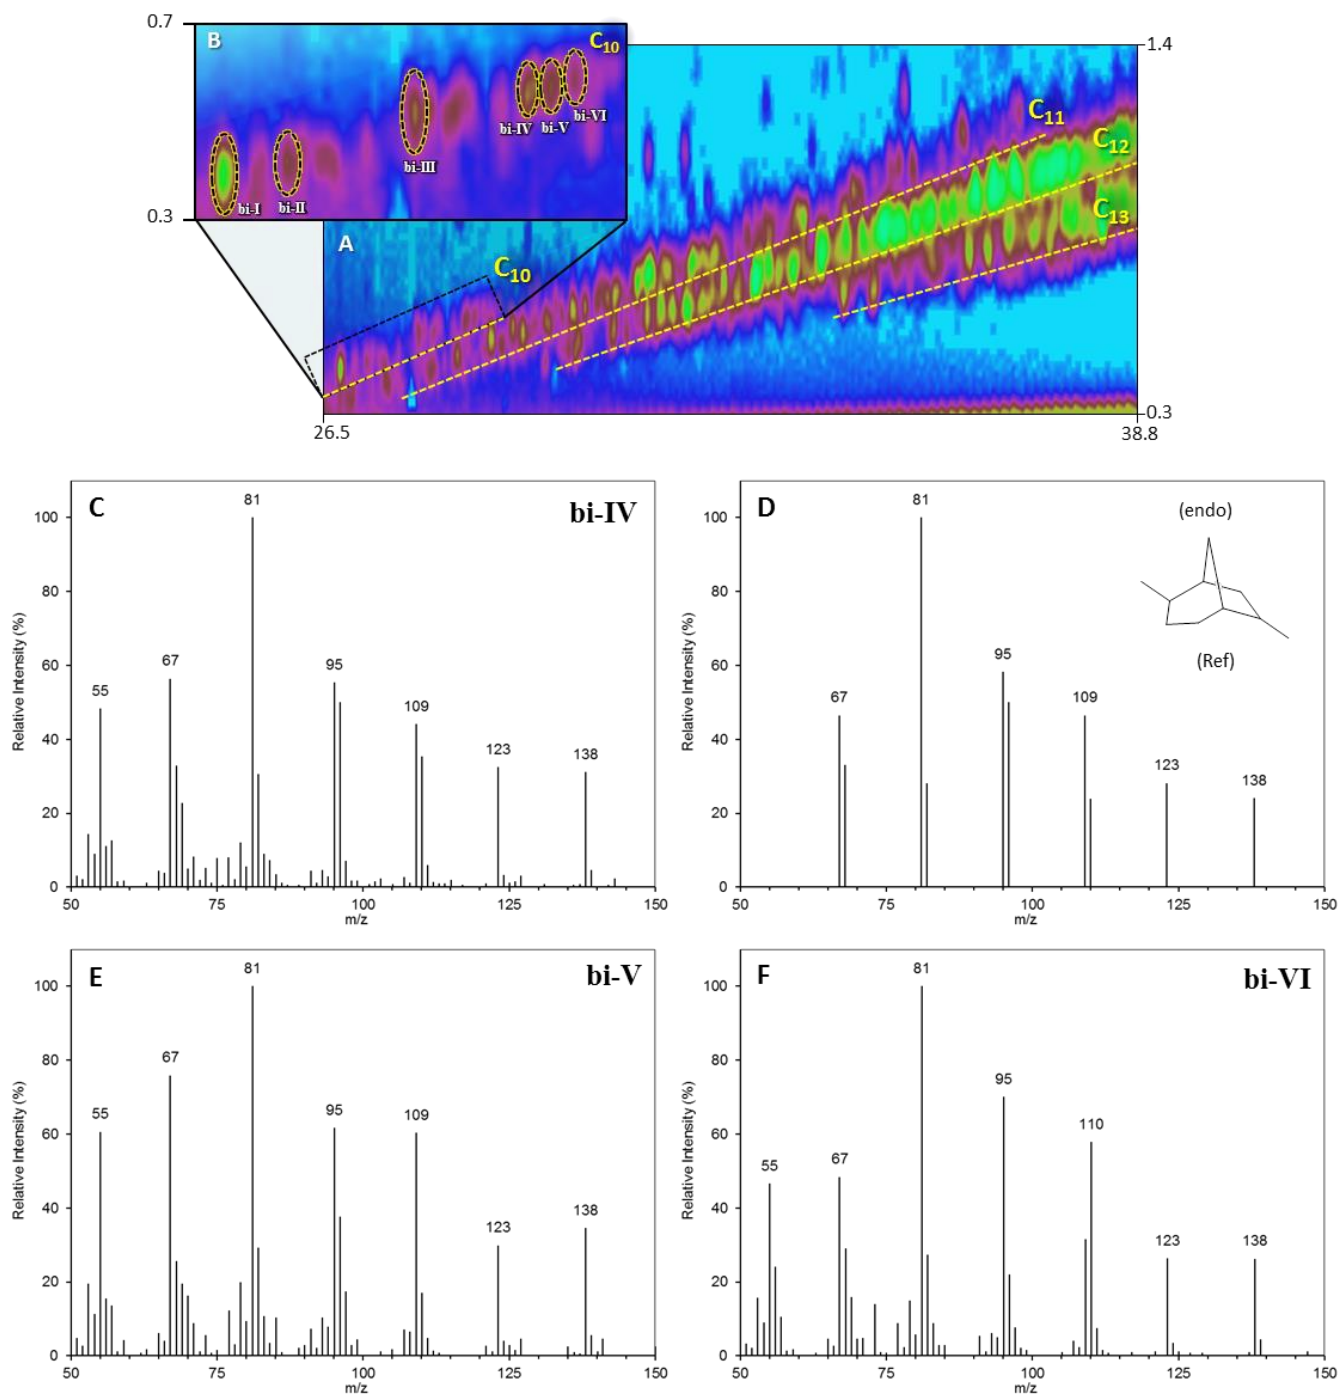 0.7
B
C10
bi-IV
bi-V
bi-VI
bi-III
bi-I
bi-II
0.3
1.4
C11
C12
C13
A
C10
0.3
26.5
38.8
C
bi-IV
Relative Intensity (%)
100
80
60
40
20
0
55
67
81
95
109
123
138
50
75
100
125
150
m/z
D
(endo)
(Ref)
Relative Intensity (%)
100
80
60
40
20
0
67
81
95
109
123
138
50
75
100
125
150
m/z
E
bi-V
Relative Intensity (%)
100
80
60
40
20
0
55
67
81
95
109
123
138
50
75
100
125
150
m/z
F
bi-VI
Relative Intensity (%)
100
80
60
40
20
0
55
67
81
95
110
123
138
50
75
100
125
150
m/z